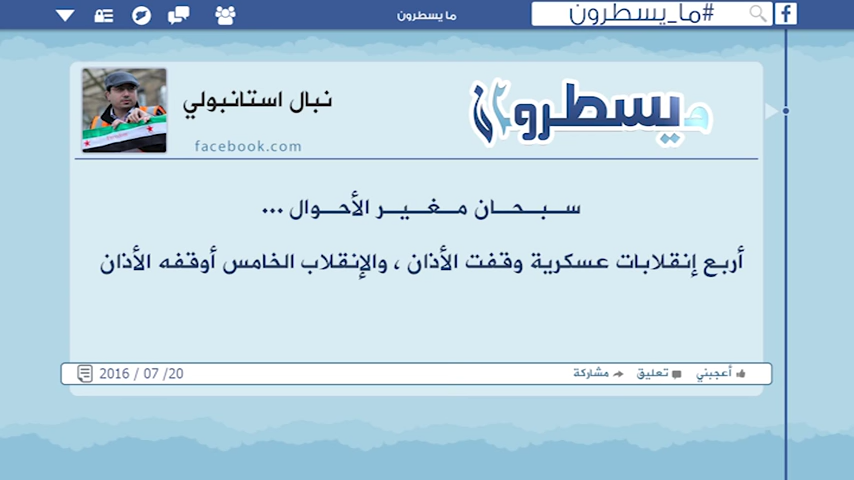 ما يسطرون
#ما_يسطرون
f
ما يسطرون
نبال استانبولي
facebook.com
سبحان مغير الأحوال ...
أربع إنقلابات عسكرية وقفت الأذان ، والإنقلاب الخامس أوقفه الأذان
أعجبني تعليق مشاركة
2016 / 07 /20